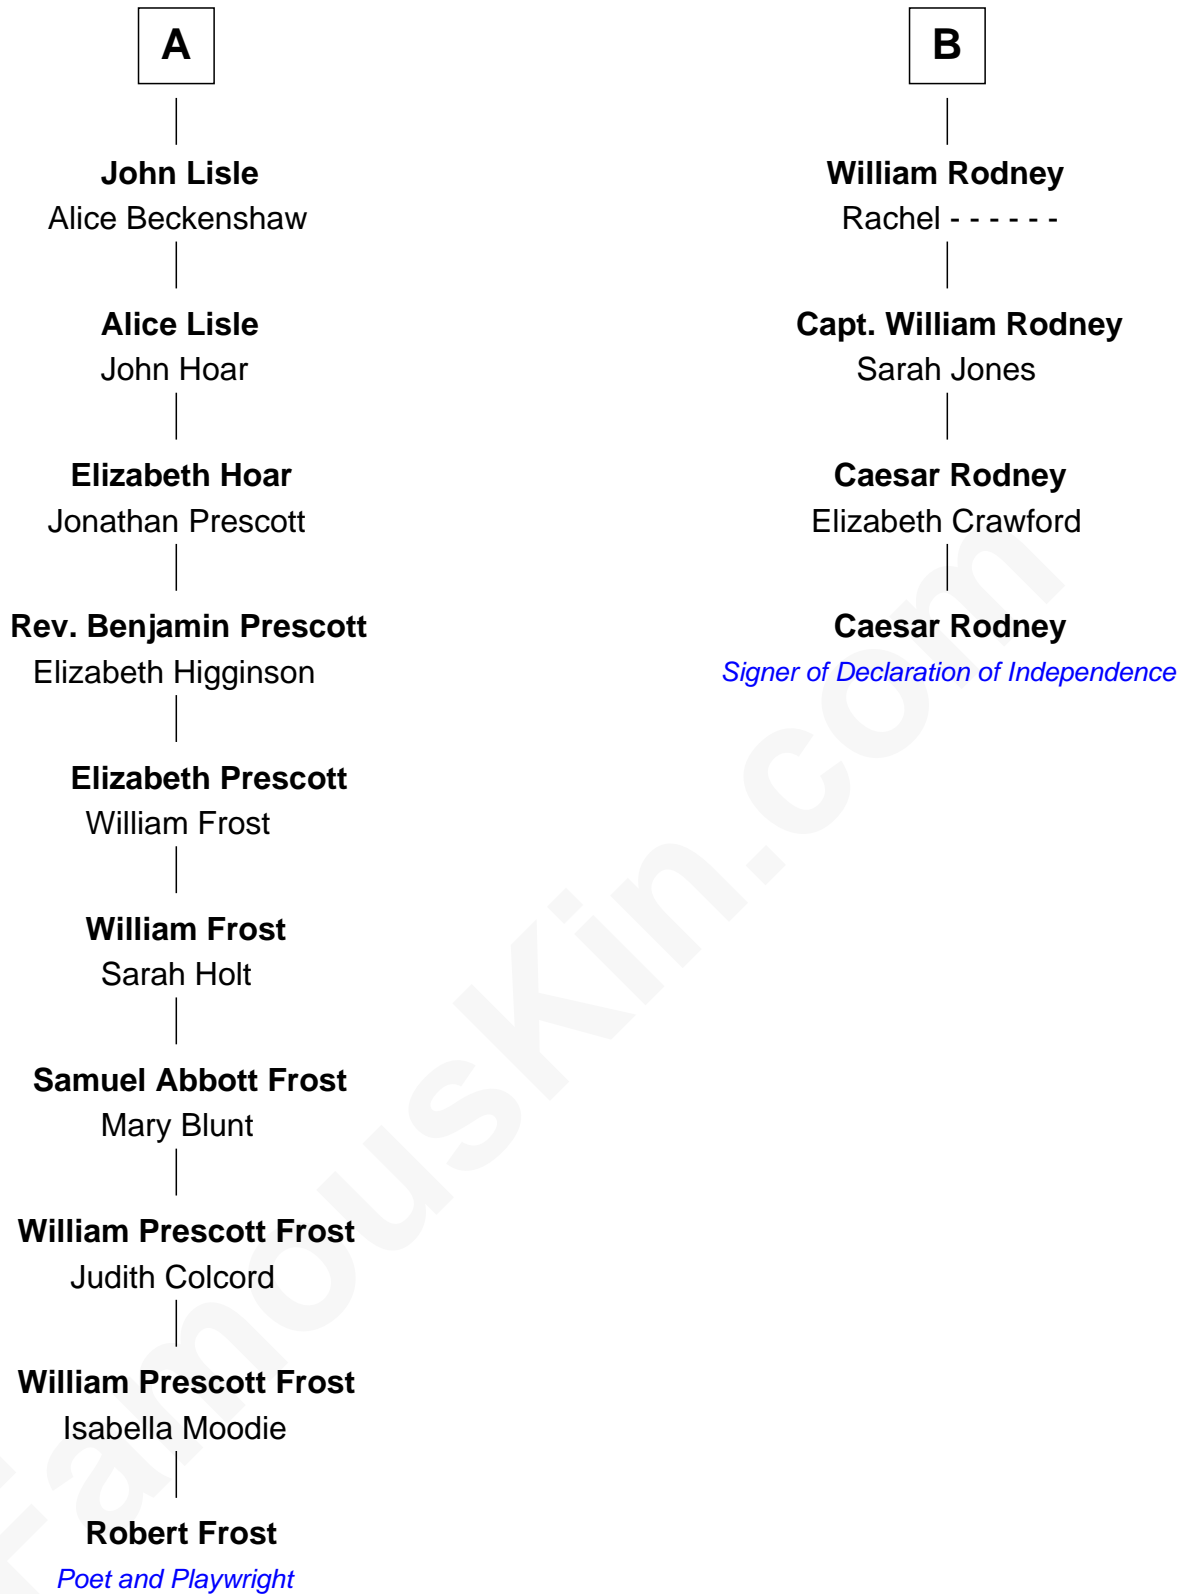 A
John Lisle
Alice Beckenshaw
Alice Lisle
John Hoar
Elizabeth Hoar
Jonathan Prescott
Rev. Benjamin Prescott
Elizabeth Higginson
Elizabeth Prescott
William Frost
William Frost
Sarah Holt
Samuel Abbott Frost
Mary Blunt
William Prescott Frost
Judith Colcord
William Prescott Frost
Isabella Moodie
Robert Frost
Poet and Playwright
B
William Rodney
Rachel - - - - - -
Capt. William Rodney
Sarah Jones
Caesar Rodney
Elizabeth Crawford
Caesar Rodney
Signer of Declaration of Independence
FamousKin.com